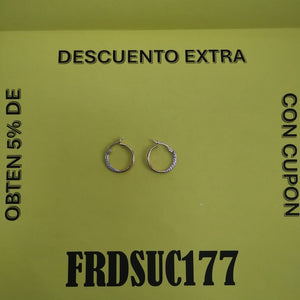 OBTEN 5% DE
DESCUENTO EXTRA
CON CUPON
FRDSUC177